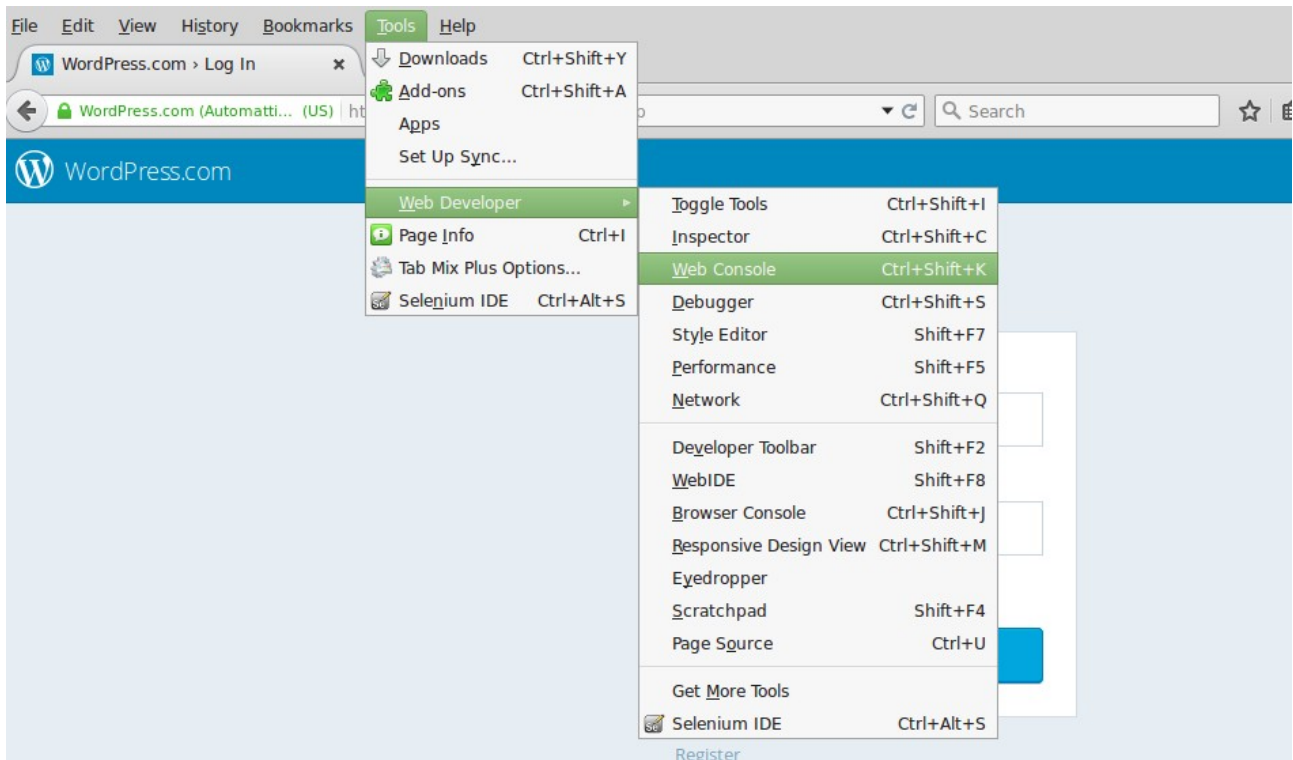 File Edit View History Bookmarks Tools Help
WordPress.com › Log In
WordPress.com (Automatti... (US) ht
Search
WordPress.com
Downloads Ctrl+Shift+Y
Add-ons Ctrl+Shift+A
Apps
Set Up Sync...
Web Developer
Page Info Ctrl+I
Tab Mix Plus Options...
Selenium IDE Ctrl+Alt+S
Toggle Tools Ctrl+Shift+I
Inspector Ctrl+Shift+C
Web Console Ctrl+Shift+K
Debugger Ctrl+Shift+S
Style Editor Shift+F7
Performance Shift+F5
Network Ctrl+Shift+Q
Developer Toolbar Shift+F2
WebIDE Shift+F8
Browser Console Ctrl+Shift+J
Responsive Design View Ctrl+Shift+M
Eyedropper
Scratchpad Shift+F4
Page Source Ctrl+U
Get More Tools
Selenium IDE Ctrl+Alt+S
Register